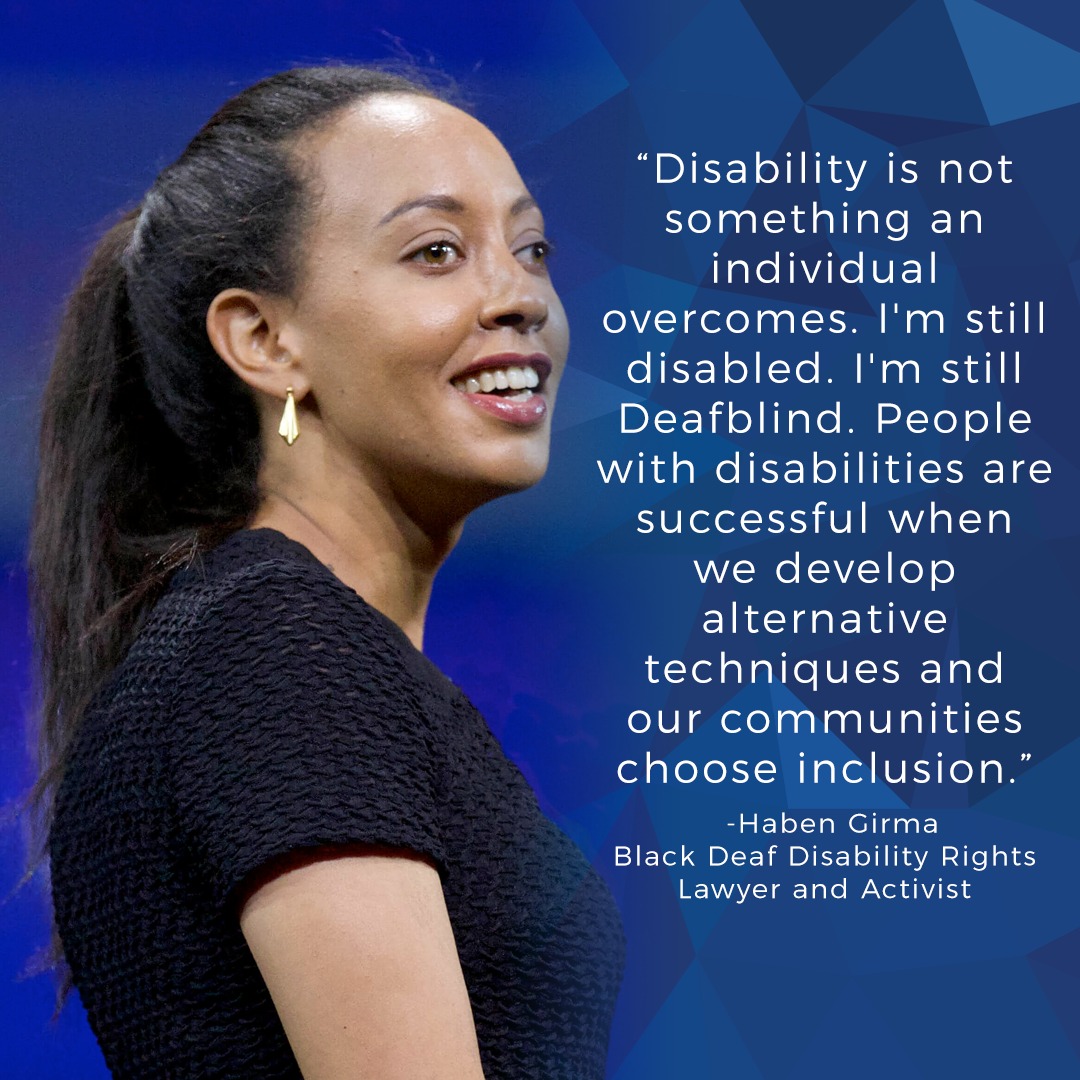 “Disability is not
something an
individual
overcomes. I'm still
disabled. I'm still
Deafblind. People
with disabilities are
successful when
we develop
alternative
techniques and
our communities
choose inclusion.”
-Haben Girma
Black Deaf Disability Rights
Lawyer and Activist